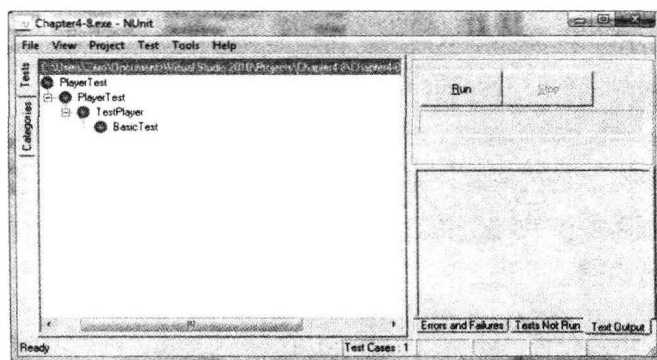 Chapter4-8.exe - NUnit
File View Project Test Tools Help
Tests
Categories
PlayerTest
PlayerTest
TestPlayer
BasicTest
Run
Stop
Errors and Failures
Tests Not Run
Text Output
Ready
Test Cases : 1